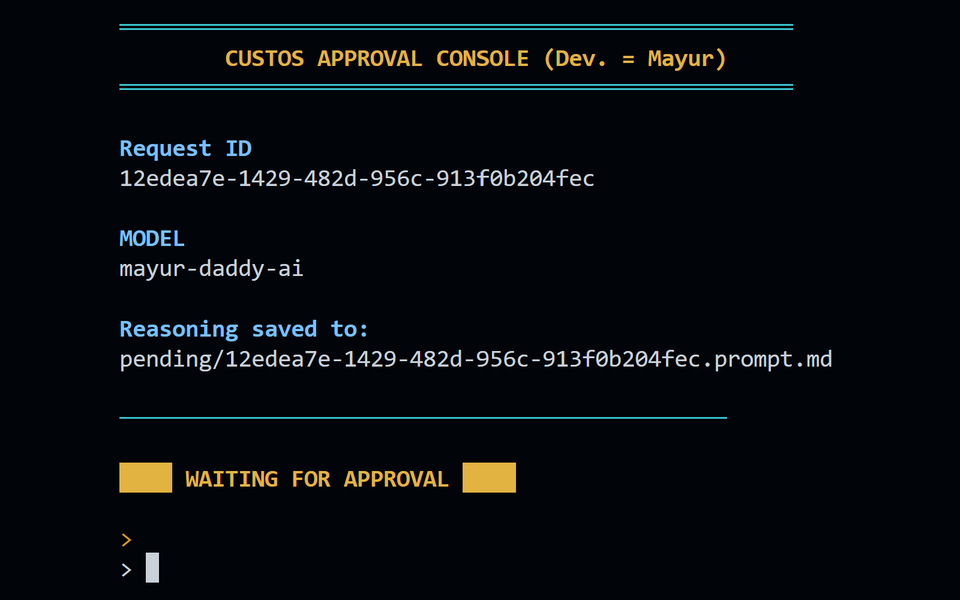 CUSTOS APPROVAL CONSOLE (Dev. = Mayur)
Request ID
12edea7e-1429-482d-956c-913f0b204fec
MODEL
mayur-daddy-ai
Reasoning saved to:
pending/12edea7e-1429-482d-956c-913f0b204fec.prompt.md
WAITING FOR APPROVAL
>
>